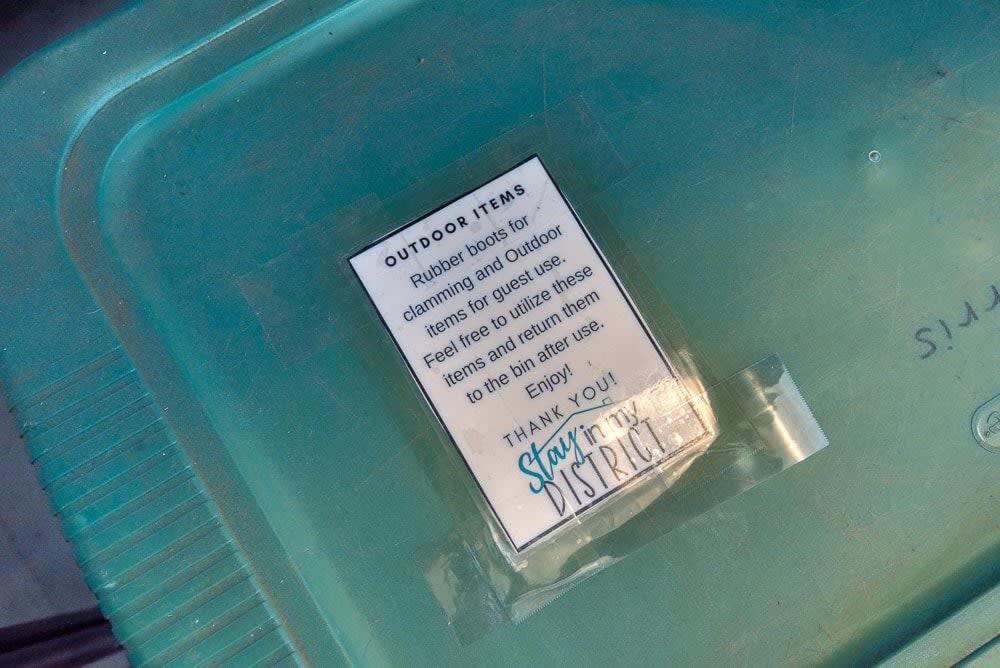 OUTDOOR ITEMS
Rubber boots for
clamming and Outdoor
items for guest use.
Feel free to utilize these
items and return them
to the bin after use.
Enjoy!
THANK YOU!
Stay in my
DISTRICT